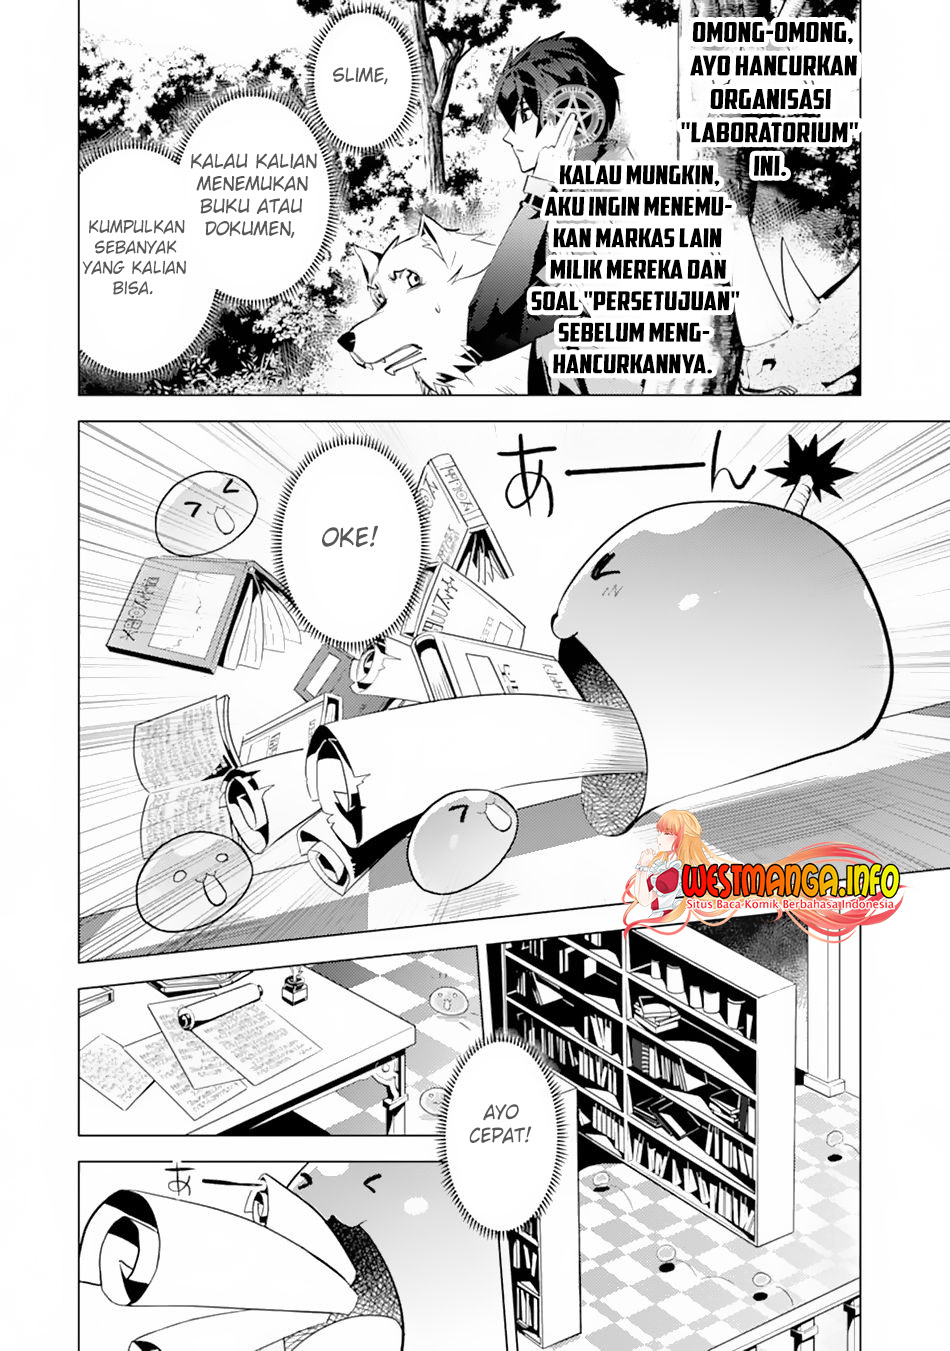 OMONG-OMONG,
AYO HANCURKAN
ORGANISASI
"LABORATORIUM"
INI.
KALAU MUNGKIN,
AKU INGIN MENEMU-
KAN MARKAS LAIN
MILIK MEREKA DAN
SOAL "PERSETUJUAN"
SEBELUM MENG-
HANCURKANNYA.
SLIME,
KALAU KALIAN
MENEMUKAN
BUKU ATAU
DOKUMEN,
KUMPULKAN
SEBANYAK
YANG KALIAN
BISA.
あーーん
OKE!
WESTMANGA.INFO
Situs Baca Komik Berbahasa Indonesia
AYO
CEPAT!
あー